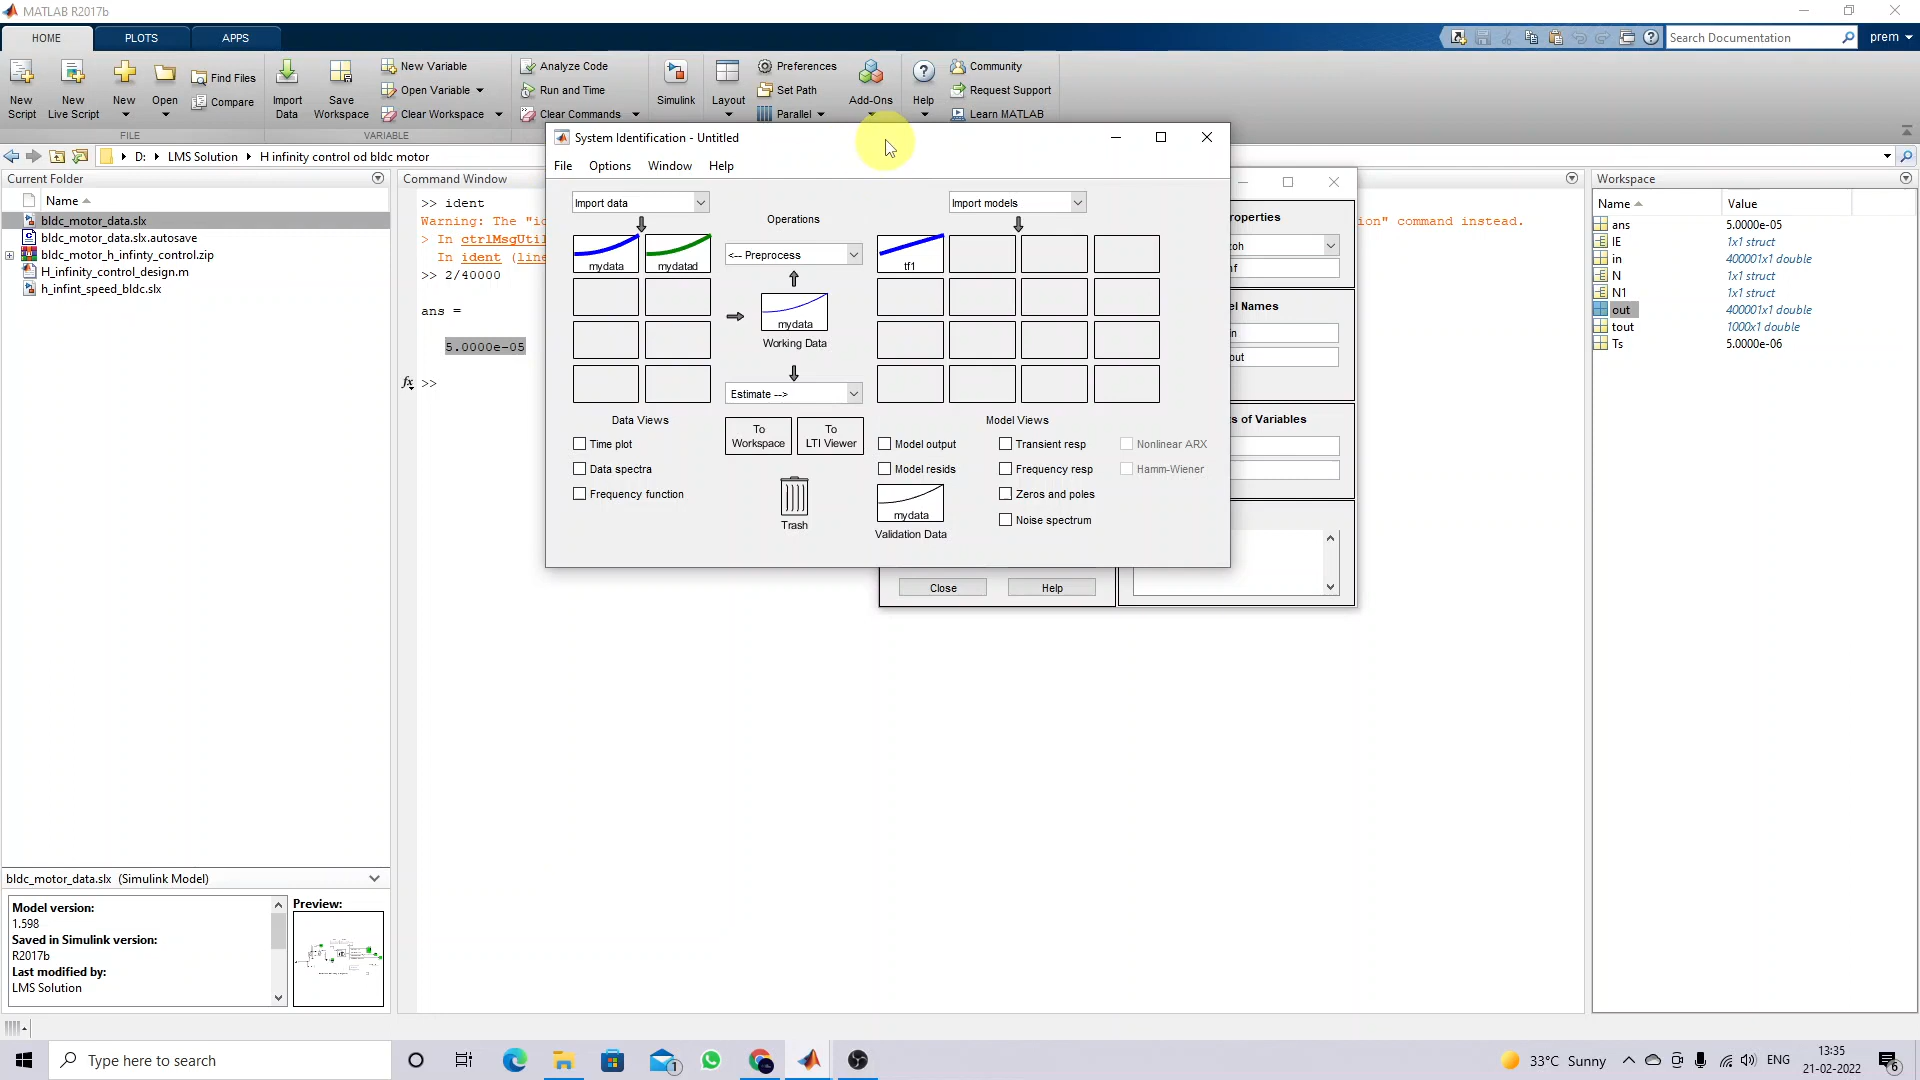 MATLAB R2017b
HOME PLOTS APPS
Search Documentation
prem
New Script
New Live Script
New
Open
Find Files
Compare
Import Data
Save Workspace
New Variable
Open Variable
Clear Workspace
Analyze Code
Run and Time
Clear Commands
Simulink
Layout
Preferences
Set Path
Parallel
Add-Ons
Help
Community
Request Support
Learn MATLAB
FILE
VARIABLE
D: LMS Solution H infinity control od bldc motor
Current Folder
Name
bldc_motor_data.slx
bldc_motor_data.slx.autosave
bldc_motor_h_infinty_control.zip
H_infinity_control_design.m
h_infint_speed_bldc.slx
bldc_motor_data.slx (Simulink Model)
Model version:
1.598
Saved in Simulink version:
R2017b
Last modified by:
LMS Solution
Preview:
Command Window
>> ident
Warning: The "id
ion" command instead.
> In ctrlMsgUtil
In ident (line
>> 2/40000
ans =
5.0000e-05
fx >>
System Identification - Untitled
File Options Window Help
Import data
Import models
Operations
mydata
mydatad
<-- Preprocess
tf1
mydata
Working Data
Estimate -->
Data Views
Model Views
To Workspace
To LTI Viewer
Time plot
Data spectra
Frequency function
Model output
Model resids
Transient resp
Frequency resp
Zeros and poles
Noise spectrum
Nonlinear ARX
Hamm-Wiener
Trash
mydata
Validation Data
roperties
zoh
nf
el Names
in
out
s of Variables
Close
Help
Workspace
Name Value
ans 5.0000e-05
IE 1x1 struct
in 400001x1 double
N 1x1 struct
N1 1x1 struct
out 400001x1 double
tout 1000x1 double
Ts 5.0000e-06
Type here to search
1
33°C Sunny
ENG
13:35
21-02-2022
6